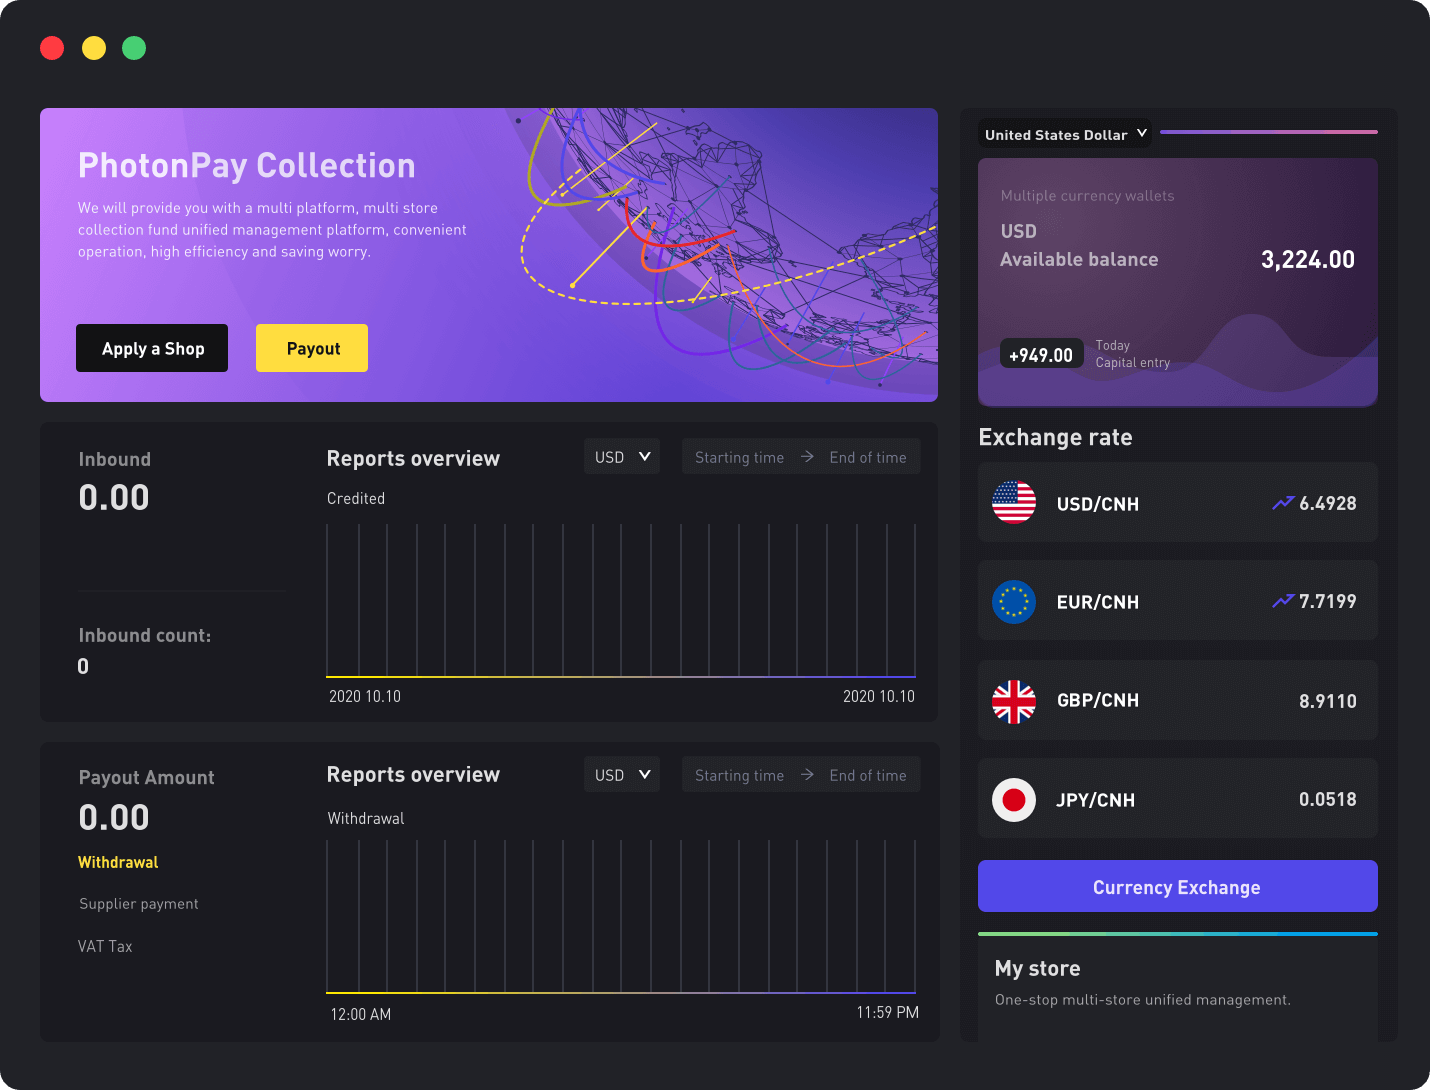 PhotonPay Collection
We will provide you with a multi platform, multi store
collection fund unified management platform, convenient
operation, high efficiency and saving worry.
Apply a Shop
Payout
Inbound
0.00
Inbound count:
0
Reports overview
USD
Starting time → End of time
Credited
2020 10.10
2020 10.10
Payout Amount
0.00
Withdrawal
Supplier payment
VAT Tax
Reports overview
USD
Starting time → End of time
Withdrawal
12:00 AM
11:59 PM
United States Dollar
Multiple currency wallets
USD
Available balance
3,224.00
+949.00
Today
Capital entry
Exchange rate
USD/CNH
6.4928
EUR/CNH
7.7199
GBP/CNH
8.9110
JPY/CNH
0.0518
Currency Exchange
My store
One-stop multi-store unified management.